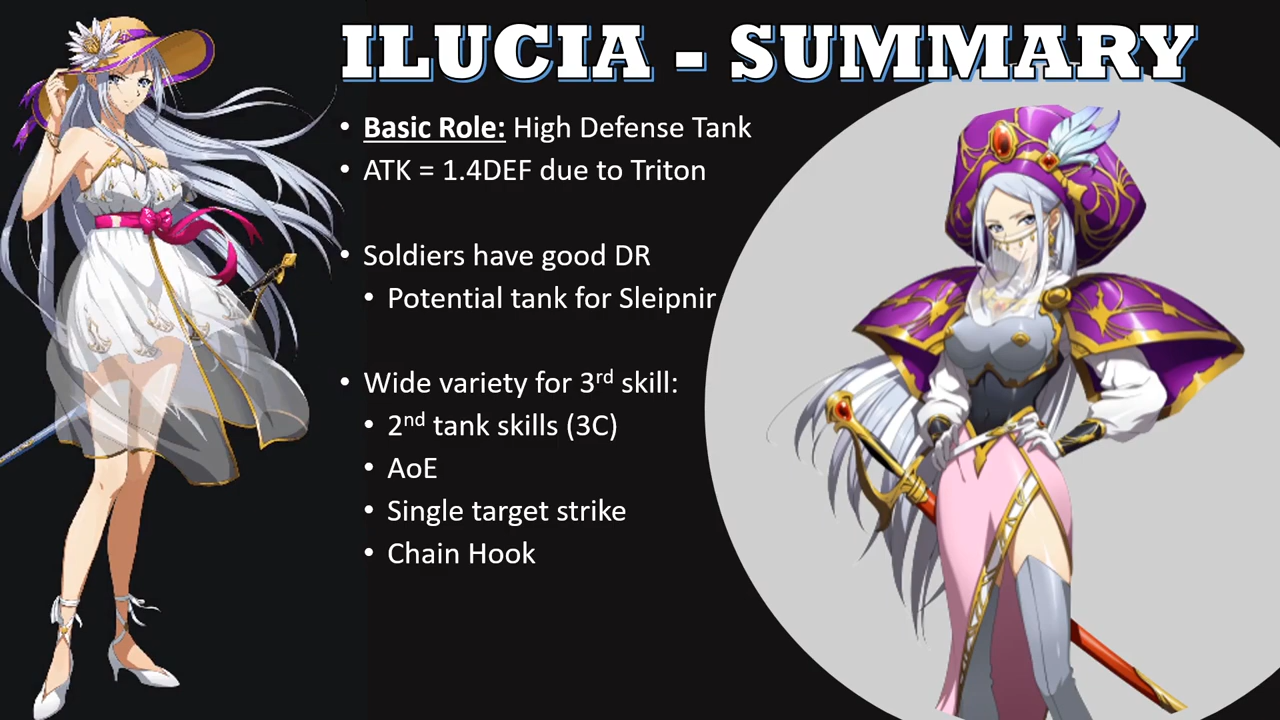 ILUCIA - SUMMARY
• Basic Role: High Defense Tank
• ATK = 1.4DEF due to Triton
• Soldiers have good DR
• Potential tank for Sleipnir
• Wide variety for 3rd skill:
• 2nd tank skills (3C)
• AoE
• Single target strike
• Chain Hook